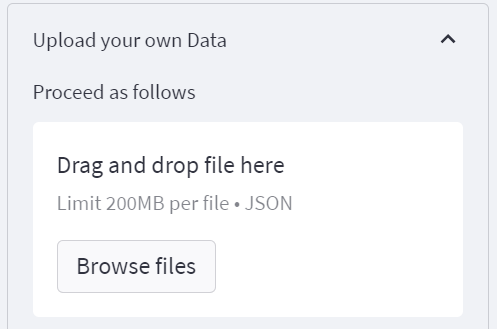 Upload your own Data
Proceed as follows
Drag and drop file here
Limit 200MB per file • JSON
Browse files